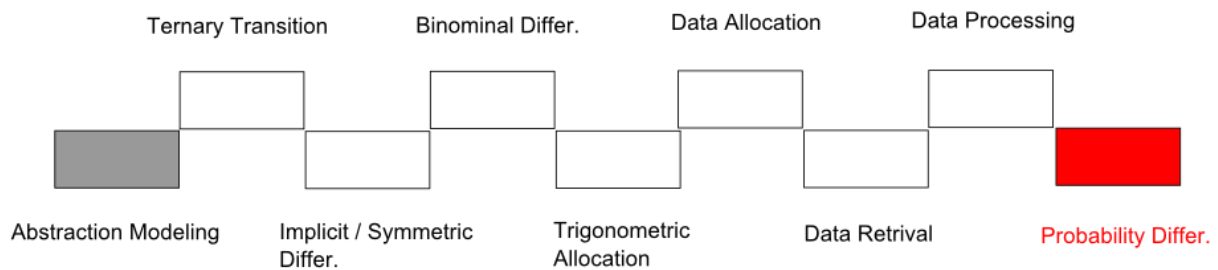 Ternary Transition
Binominal Differ.
Data Allocation
Data Processing
Abstraction Modeling
Implicit / Symmetric
Differ.
Trigonometric
Allocation
Data Retrival
Probability Differ.